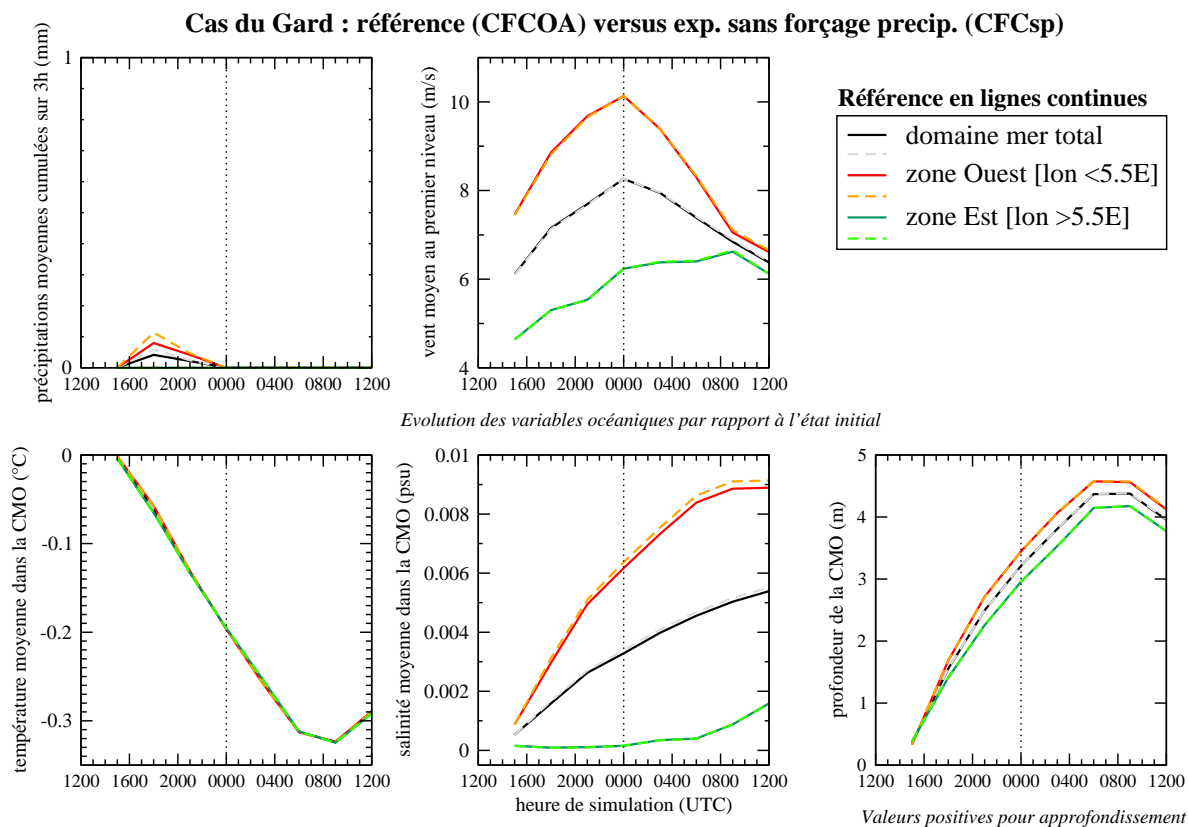 Cas du Gard : référence (CFCOA) versus exp. sans forçage precip. (CFCsp)
précipitations moyennes cumulées sur 3h (mm)
1
0
1200 1600 2000 0000 0400 0800 1200
vent moyen au premier niveau (m/s)
10
8
6
4
1200 1600 2000 0000 0400 0800 1200
Référence en lignes continues
domaine mer total
zone Ouest [lon <5.5E]
zone Est [lon >5.5E]
Evolution des variables océaniques par rapport à l'état initial
température moyenne dans la CMO (°C)
0
-0.1
-0.2
-0.3
1200 1600 2000 0000 0400 0800 1200
salinité moyenne dans la CMO (psu)
0.01
0.008
0.006
0.004
0.002
0
1200 1600 2000 0000 0400 0800 1200
heure de simulation (UTC)
profondeur de la CMO (m)
5
4
3
2
1
0
1200 1600 2000 0000 0400 0800 1200
Valeurs positives pour approfondissement